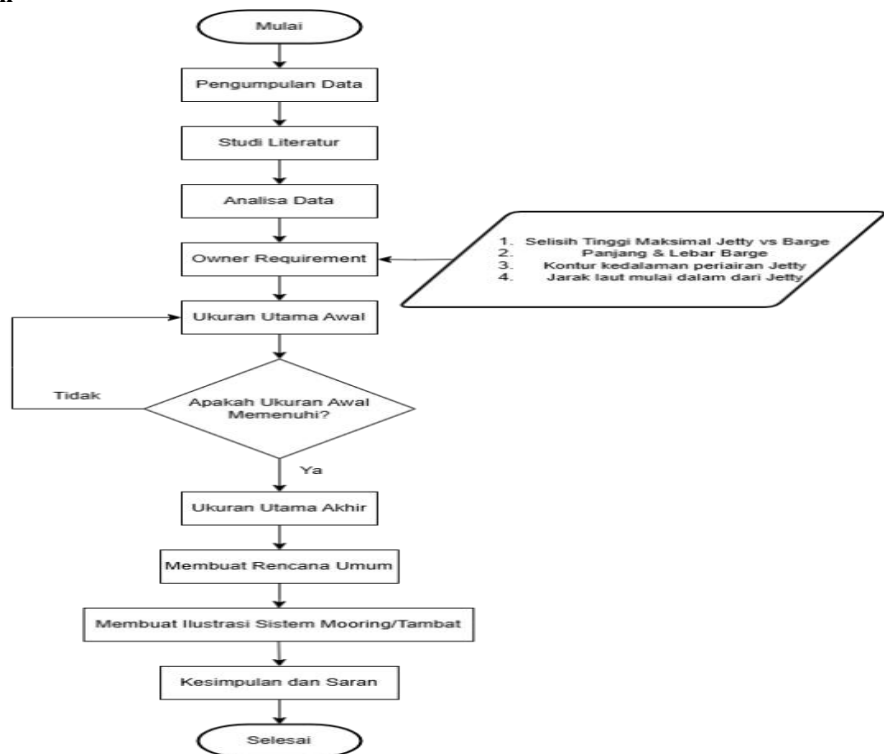 Mulai
Pengumpulan Data
Studi Literatur
Analisa Data
Owner Requirement
1. Selisih Tinggi Maksimal Jetty vs Barge
2. Panjang & Lebar Barge
3. Kontur kedalaman periairan Jetty
4. Jarak laut mulai dalam dari Jetty
Ukuran Utama Awal
Tidak
Apakah Ukuran Awal
Memenuhi?
Ya
Ukuran Utama Akhir
Membuat Rencana Umum
Membuat Ilustrasi Sistem Mooring/Tambat
Kesimpulan dan Saran
Selesai